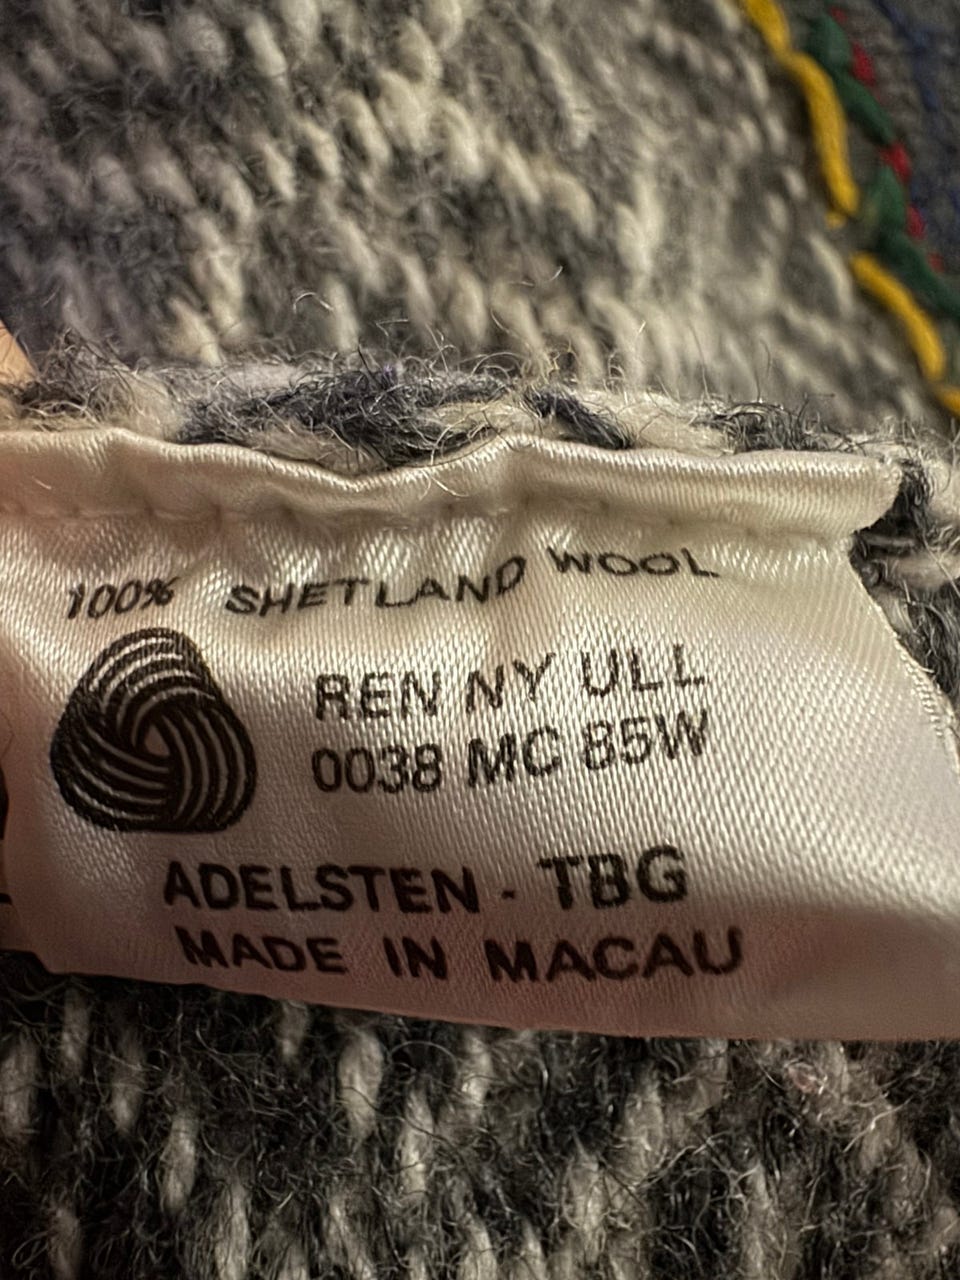 100% SHETLAND WOOL
REN NY ULL
0038 MC 85W
ADELSTEN - TBG
MADE IN MACAU